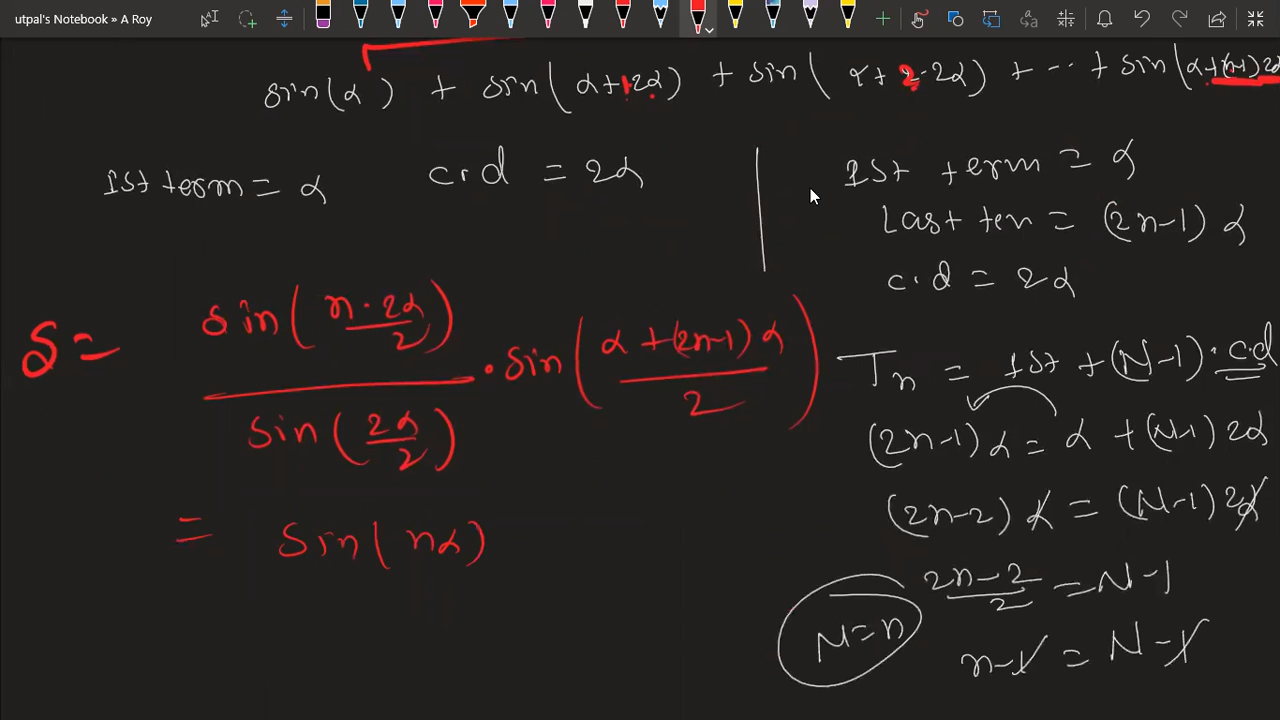 utpal's Notebook » A Roy
sin(α) + sin(α+1·2α) + sin(α+2·2α) + ··· + sin(α+(n-1)2α
1st term = α
c.d = 2α
1st term = α
Last ten = (2n-1) α
c.d = 2α
S = sin(n·2α/2) / sin(2α/2) · sin(α+(2n-1)α / 2)
= sin(nα)
Tn = 1st + (N-1)·c.d
(2n-1)α = α + (N-1) 2α
(2n-2)α = (N-1) 2α
2n-2/2 = N-1
n-1 = N-1
N=n